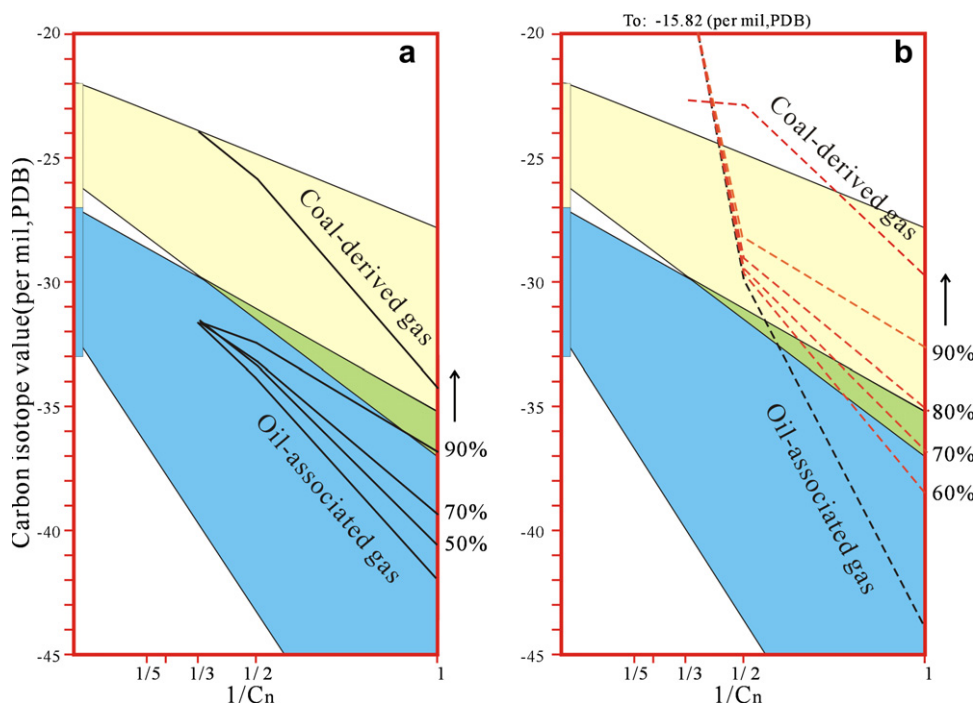 To: -15.82 (per mil,PDB)
a
b
Carbon isotope value(per mil,PDB)
-20
-25
-30
-35
-40
-45
Coal-derived gas
Oil-associated gas
90%
70%
50%
1/5
1/3
1/2
1
1/Cn
-20
-25
-30
-35
-40
-45
Coal-derived gas
Oil-associated gas
90%
80%
70%
60%
1/5
1/3
1/2
1
1/Cn